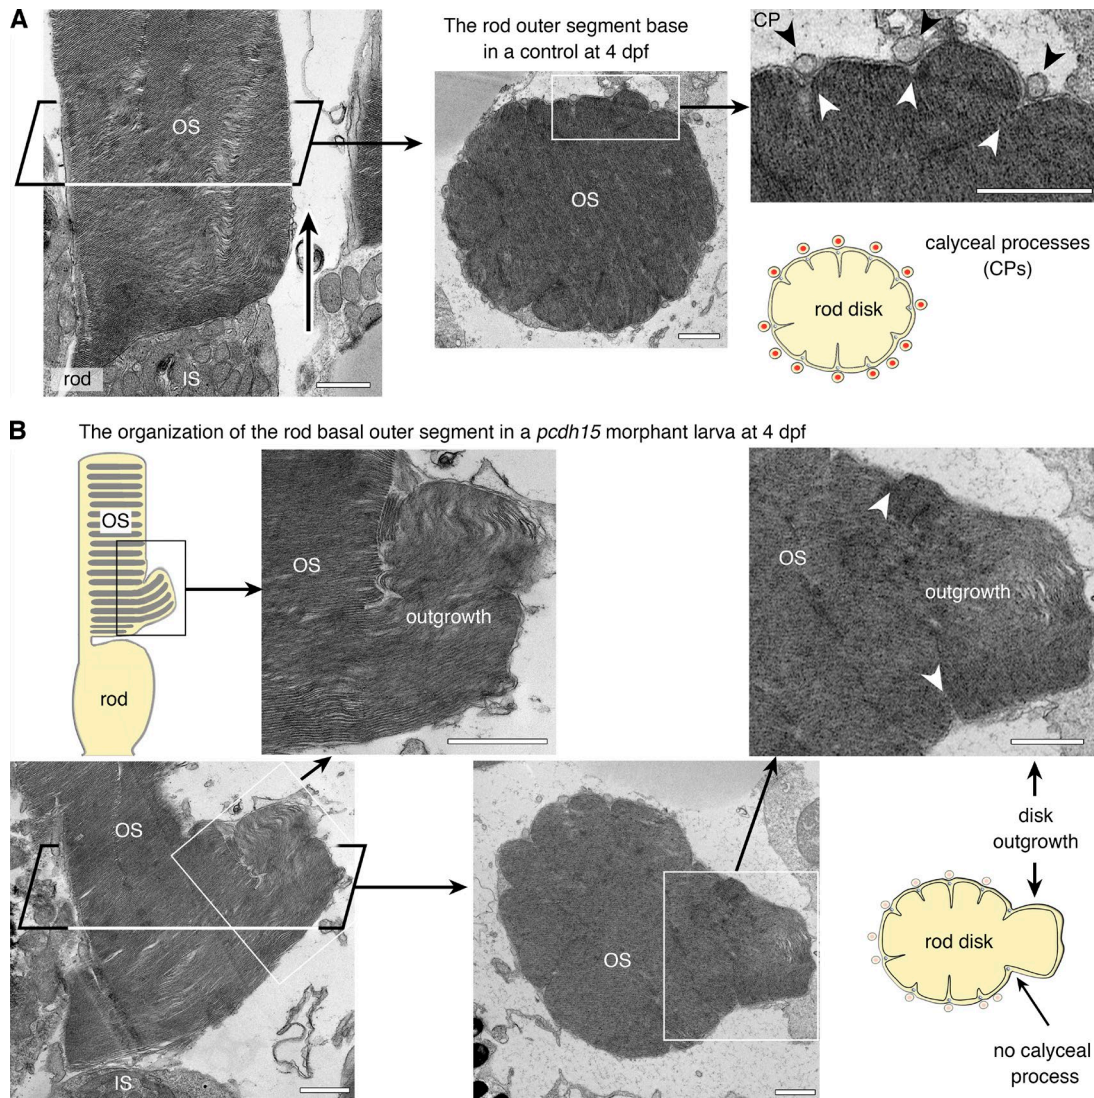 A
The rod outer segment base
in a control at 4 dpf
CP
OS
OS
calyceal processes
(CPs)
rod disk
rod
IS
B
The organization of the rod basal outer segment in a pcdh15 morphant larva at 4 dpf
OS
OS
OS
outgrowth
outgrowth
rod
OS
disk
outgrowth
rod disk
OS
no calyceal
process
IS